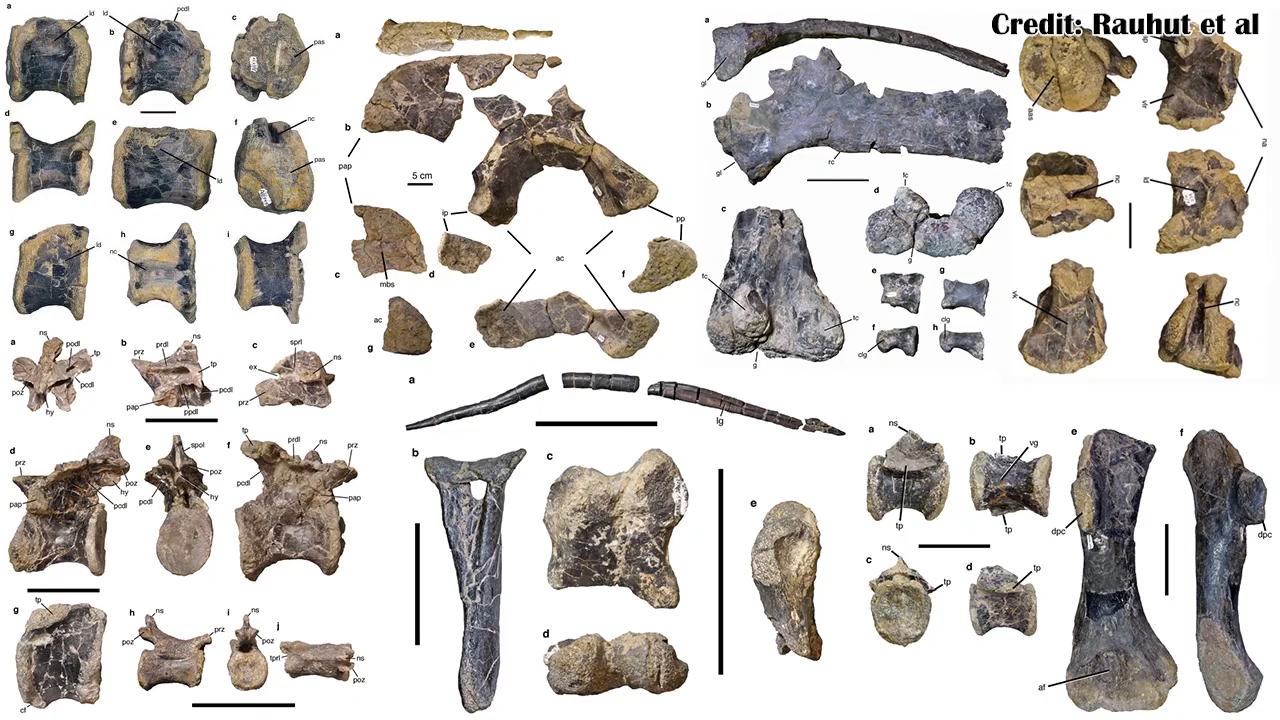 Credit: Rauhut et al
a
ld
ld
b
pcdl
c
pas
d
e
ld
f
nc
pas
g
ld
h
nc
i
a
b
pap
5 cm
ip
pp
ac
c
mbs
d
f
ac
g
e
a
gl
b
gl
rc
c
fc
d
tc
g
tc
tc
g
e
g
f
clg
clg
h
aas
vr
na
nc
ld
vk
nc
a
ns
podl
tp
poz
pcdl
hy
b
prdl
ns
prz
tp
pcdl
pap
ppdl
c
sprl
ns
ex
prz
d
ns
prz
poz
hy
pap
pcdl
e
spol
poz
hy
pcdl
f
tp
prdl
ns
prz
pcdl
pap
g
tp
cf
h
ns
poz
prz
i
ns
poz
j
tprl
ns
poz
a
lg
b
c
d
e
a
ns
tp
b
tp
vg
tp
c
ns
tp
d
tp
e
dpc
af
f
dpc